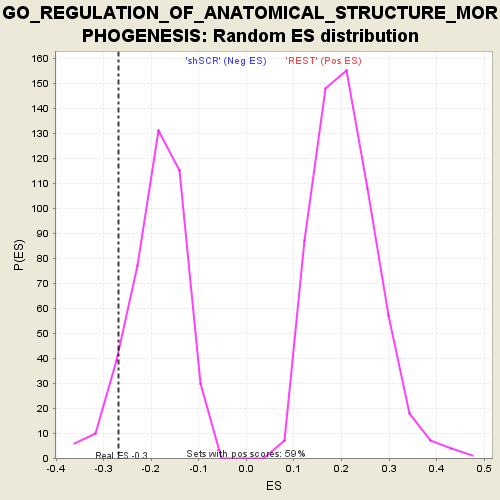 GO_REGULATION_OF_ANATOMICAL_STRUCTURE_MOR
PHOGENESIS: Random ES distribution
'shSCR' (Neg ES) 'REST' (Pos ES)
160
150
140
130
120
110
100
90
80
70
60
50
40
30
20
10
0
P(ES)
Real ES -0.3 Sets with pos scores: 59%
-0.4 -0.3 -0.2 -0.1 0.0 0.1 0.2 0.3 0.4 0.5
ES